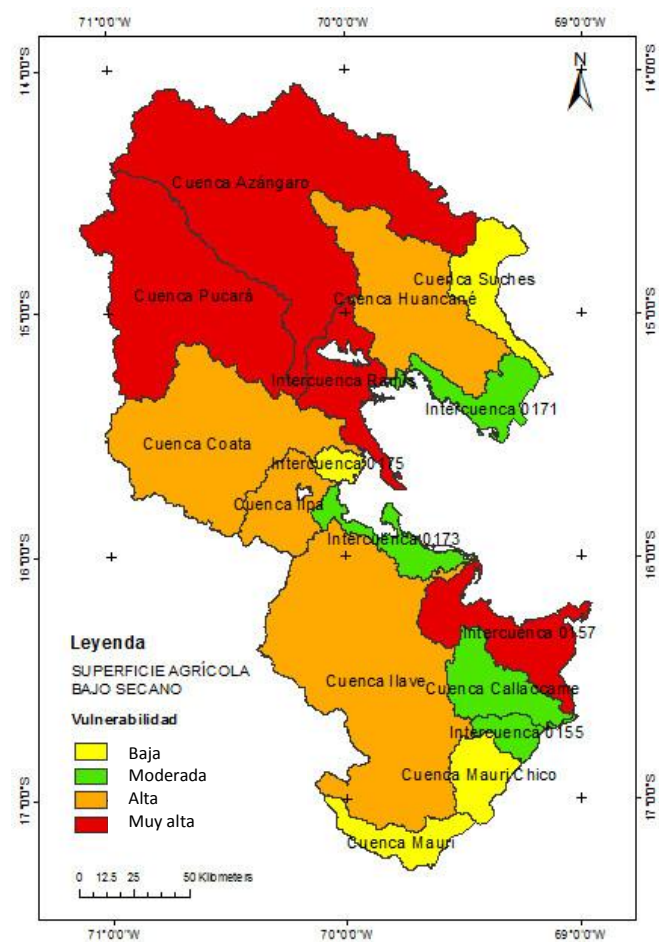 71°0'0"W 70°0'0"W 69°0'0"W
14°0'0"S 14°0'0"S
N
Cuenca Azángaro
Cuenca Suches
Cuenca Pucará
Cuenca Huancané
15°0'0"S 15°0'0"S
Intercuenca Ramis
Intercuenca 0171
Cuenca Coata
Intercuenca 0175
Cuenca Ilpa
Intercuenca 0173
16°0'0"S 16°0'0"S
Intercuenca 0157
Cuenca Ilave
Cuenca Callaccame
Intercuenca 0155
Cuenca Mauri Chico
17°0'0"S 17°0'0"S
Cuenca Mauri
Leyenda
SUPERFICIE AGRÍCOLA
BAJO SECANO
Vulnerabilidad
Baja
Moderada
Alta
Muy alta
0 12.5 25 50 Kilometers
71°0'0"W 70°0'0"W 69°0'0"W